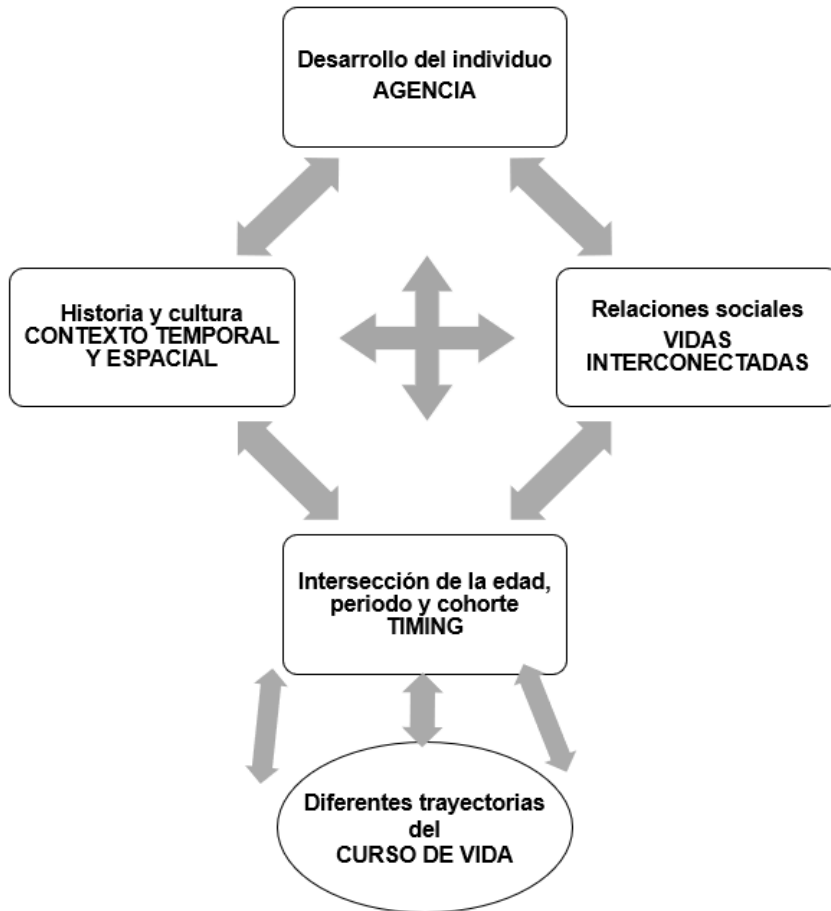 Desarrollo del individuo
AGENCIA
Historia y cultura
CONTEXTO TEMPORAL
Y ESPACIAL
Relaciones sociales
VIDAS
INTERCONECTADAS
Intersección de la edad,
periodo y cohorte
TIMING
Diferentes trayectorias
del
CURSO DE VIDA